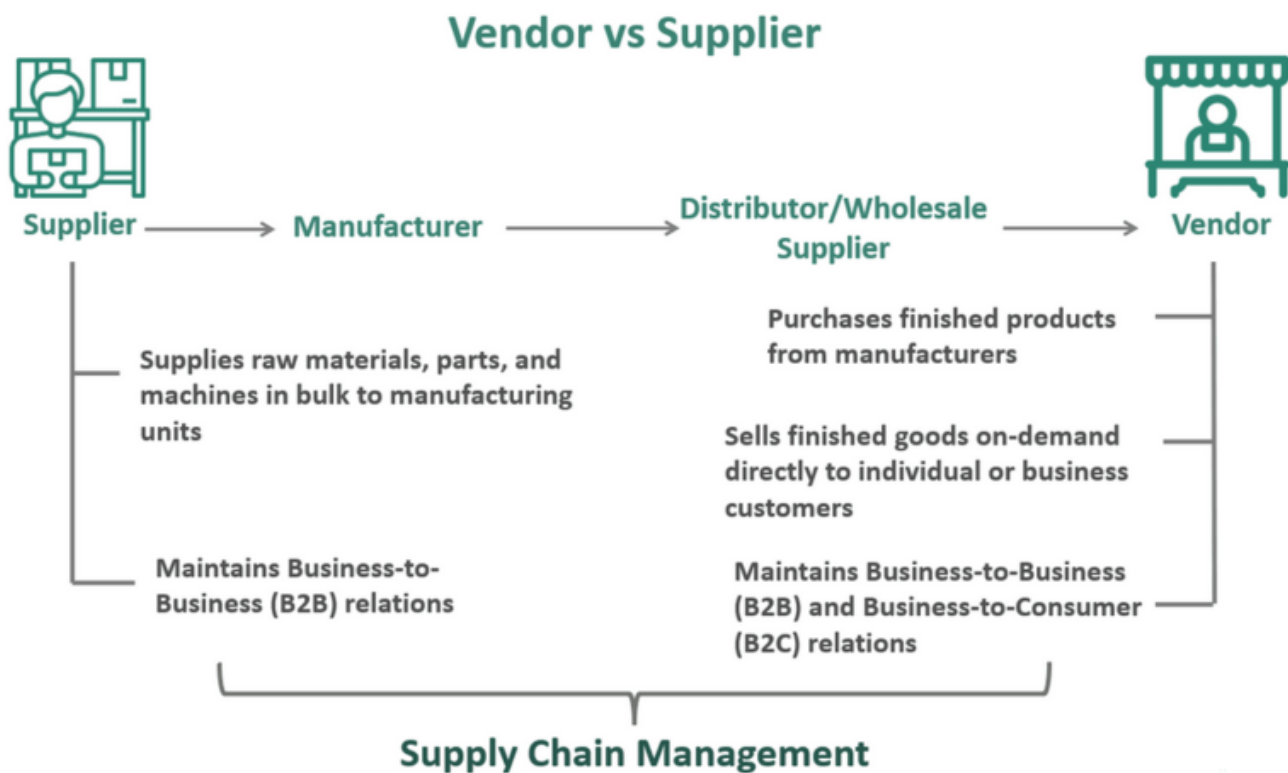 Vendor vs Supplier
Supplier
Manufacturer
Distributor/Wholesale
Supplier
Vendor
Supplies raw materials, parts, and
machines in bulk to manufacturing
units
Maintains Business-to-
Business (B2B) relations
Purchases finished products
from manufacturers
Sells finished goods on-demand
directly to individual or business
customers
Maintains Business-to-Business
(B2B) and Business-to-Consumer
(B2C) relations
Supply Chain Management